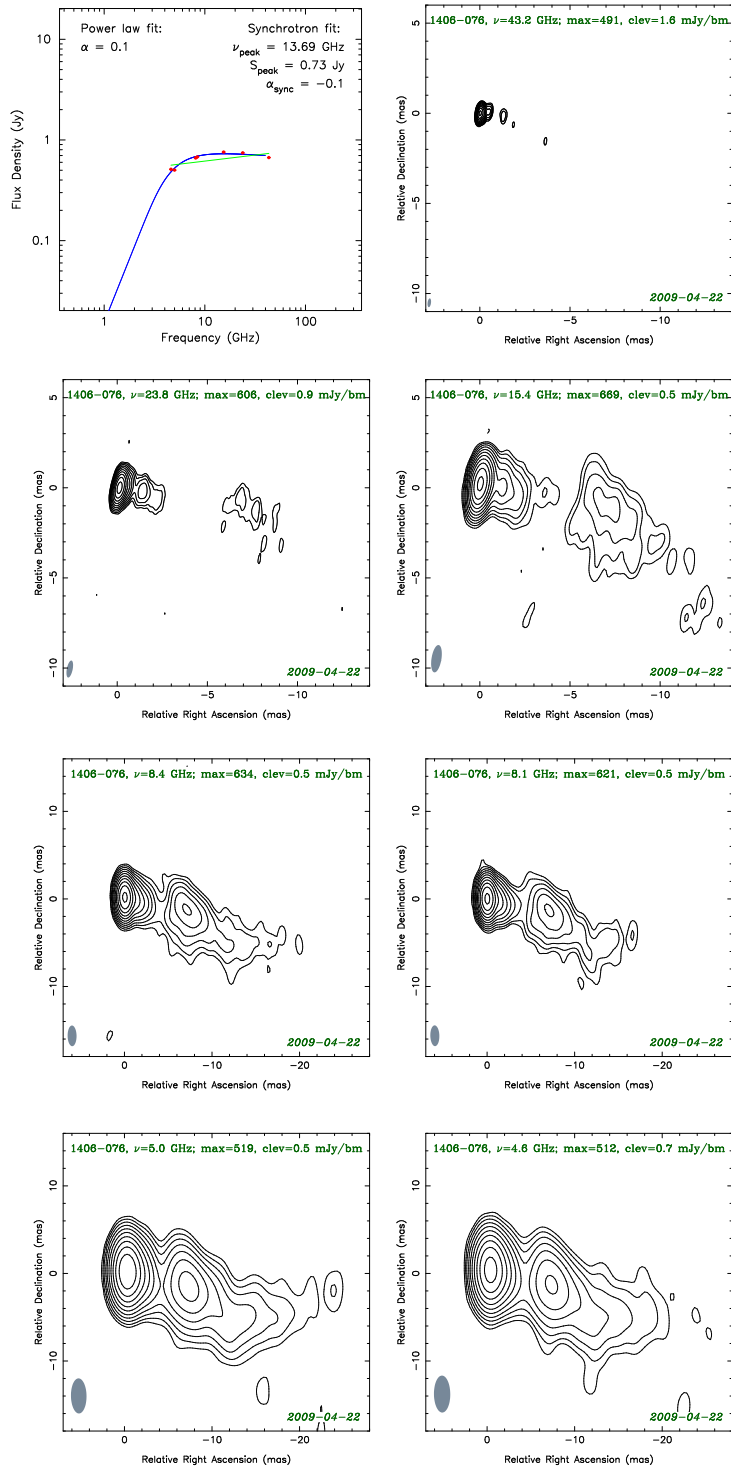 Power law fit:
α = 0.1
Synchrotron fit:
ν_peak = 13.69 GHz
S_peak = 0.73 Jy
α_sync = −0.1
10
1
0.1
Flux Density (Jy)
1
10
100
Frequency (GHz)
1406−076, ν=43.2 GHz; max=491, clev=1.6 mJy/bm
5
0
−5
−10
Relative Declination (mas)
2009−04−22
0
−5
−10
Relative Right Ascension (mas)
1406−076, ν=23.8 GHz; max=606, clev=0.9 mJy/bm
5
0
−5
−10
Relative Declination (mas)
2009−04−22
0
−5
−10
Relative Right Ascension (mas)
1406−076, ν=15.4 GHz; max=669, clev=0.5 mJy/bm
5
0
−5
−10
Relative Declination (mas)
2009−04−22
0
−5
−10
Relative Right Ascension (mas)
1406−076, ν=8.4 GHz; max=634, clev=0.5 mJy/bm
10
0
−10
Relative Declination (mas)
2009−04−22
0
−10
−20
Relative Right Ascension (mas)
1406−076, ν=8.1 GHz; max=621, clev=0.5 mJy/bm
10
0
−10
Relative Declination (mas)
2009−04−22
0
−10
−20
Relative Right Ascension (mas)
1406−076, ν=5.0 GHz; max=519, clev=0.5 mJy/bm
10
0
−10
Relative Declination (mas)
2009−04−22
0
−10
−20
Relative Right Ascension (mas)
1406−076, ν=4.6 GHz; max=512, clev=0.7 mJy/bm
10
0
−10
Relative Declination (mas)
2009−04−22
0
−10
−20
Relative Right Ascension (mas)